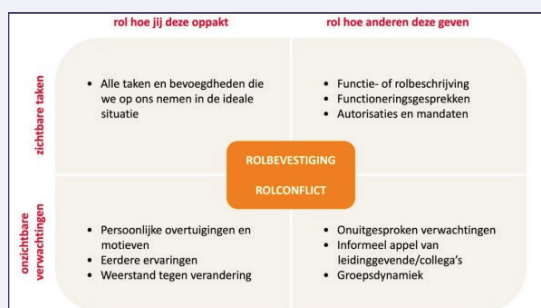 rol hoe jij deze oppakt
rol hoe anderen deze geven
zichtbare taken
• Alle taken en bevoegdheden die
we op ons nemen in de ideale
situatie
• Functie- of rolbeschrijving
• Functioneringsgesprekken
• Autorisaties en mandaten
ROLBEVESTIGING
ROLCONFLICT
onzichtbare
verwachtingen
• Persoonlijke overtuigingen en
motieven
• Eerdere ervaringen
• Weerstand tegen verandering
• Onuitgesproken verwachtingen
• Informeel appel van
leidinggevende/collega's
• Groepsdynamiek